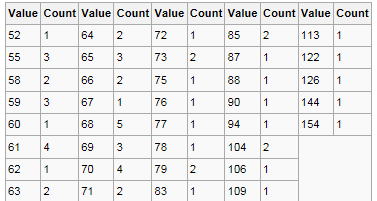 Value Count Value Count Value Count Value Count Value Count
52 1 64 2 72 1 85 2 113 1
55 3 65 3 73 2 87 1 122 1
58 2 66 2 75 1 88 1 126 1
59 3 67 1 76 1 90 1 144 1
60 1 68 5 77 1 94 1 154 1
61 4 69 3 78 1 104 2
62 1 70 4 79 2 106 1
63 2 71 2 83 1 109 1